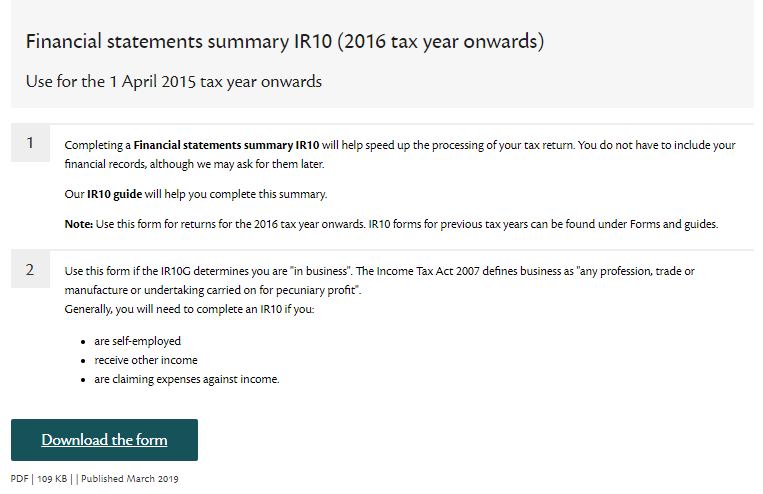 Financial statements summary IR10 (2016 tax year onwards)
Use for the 1 April 2015 tax year onwards
1
Completing a Financial statements summary IR10 will help speed up the processing of your tax return. You do not have to include your
financial records, although we may ask for them later.
Our IR10 guide will help you complete this summary.
Note: Use this form for returns for the 2016 tax year onwards. IR10 forms for previous tax years can be found under Forms and guides.
2
Use this form if the IR10G determines you are "in business". The Income Tax Act 2007 defines business as "any profession, trade or
manufacture or undertaking carried on for pecuniary profit".
Generally, you will need to complete an IR10 if you:
• are self-employed
• receive other income
• are claiming expenses against income.
Download the form
PDF | 109 KB | | Published March 2019